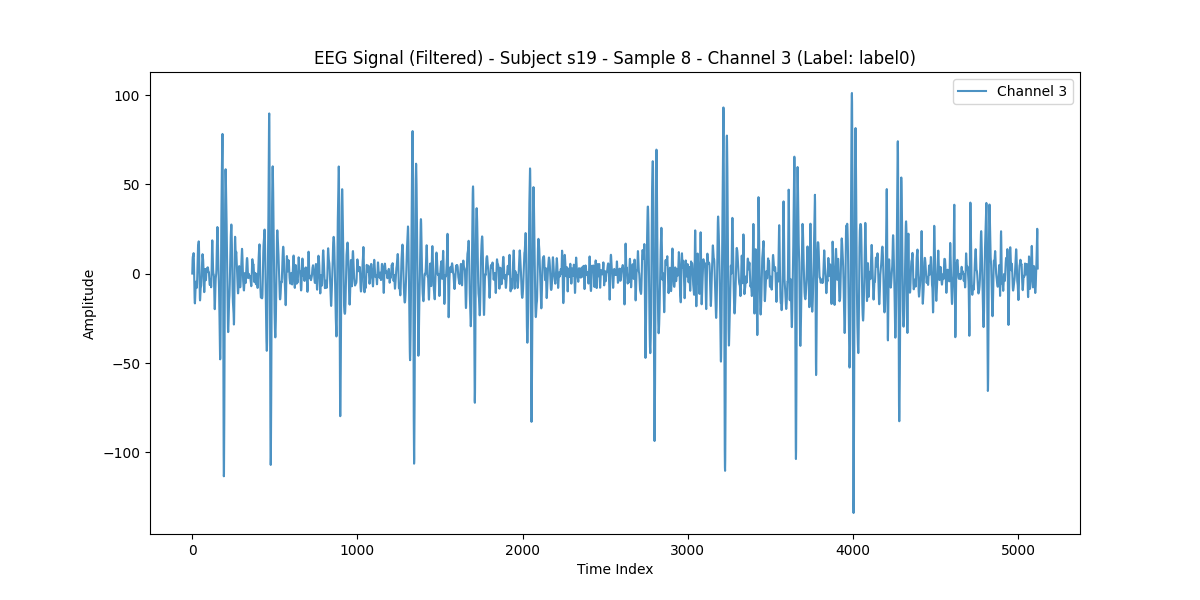 EEG Signal (Filtered) - Subject s19 - Sample 8 - Channel 3 (Label: label0)
Channel 3
100
50
0
−50
−100
Amplitude
0 1000 2000 3000 4000 5000
Time Index